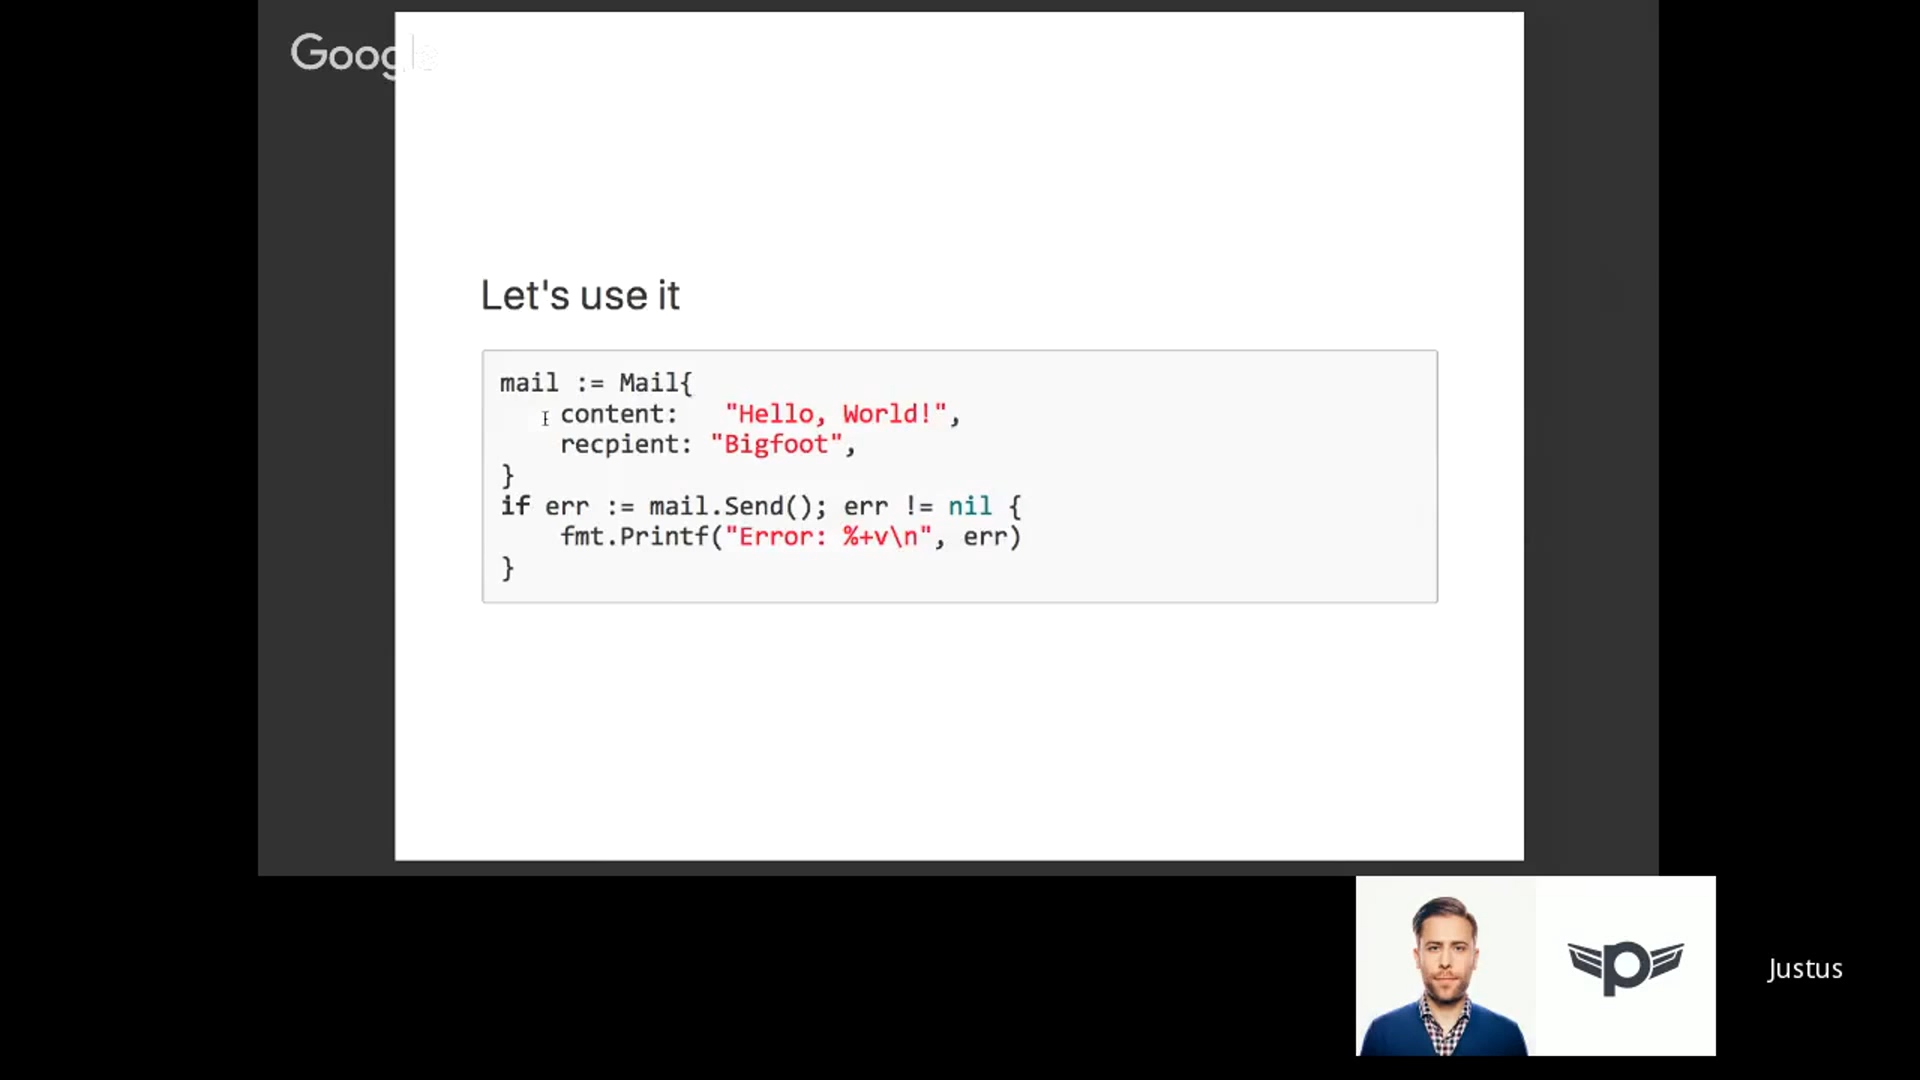 Google
Let's use it
mail := Mail{
content: "Hello, World!",
recpient: "Bigfoot",
}
if err := mail.Send(); err != nil {
fmt.Printf("Error: %+v\n", err)
}
p
Justus